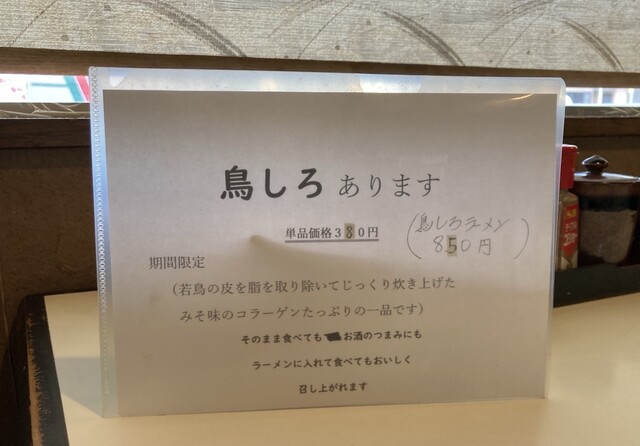 鳥しろ あります
単品価格380円
(鳥しろラーメン
850円)
期間限定
(若鳥の皮を脂を取り除いてじっくり炊き上げた
みそ味のコラーゲンたっぷりの一品です)
そのまま食べても お酒のつまみにも
ラーメンに入れて食べてもおいしく
召し上がれます